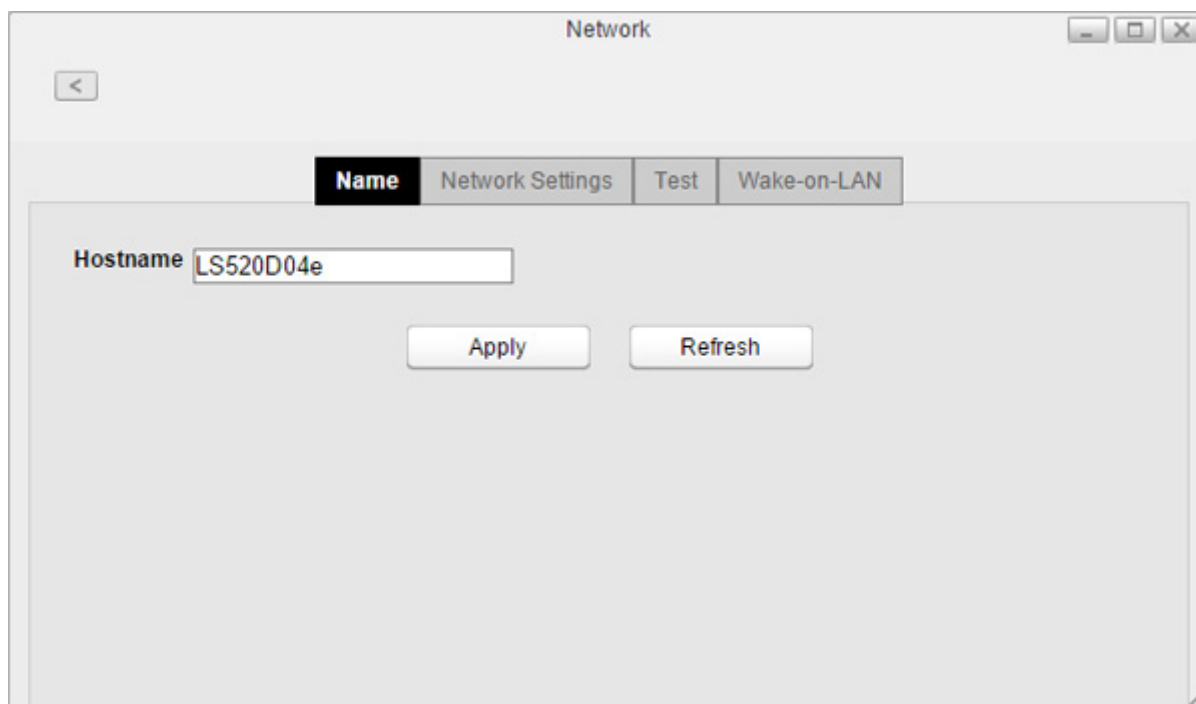 Network
<
Name Network Settings Test Wake-on-LAN
Hostname LS520D04e
Apply Refresh